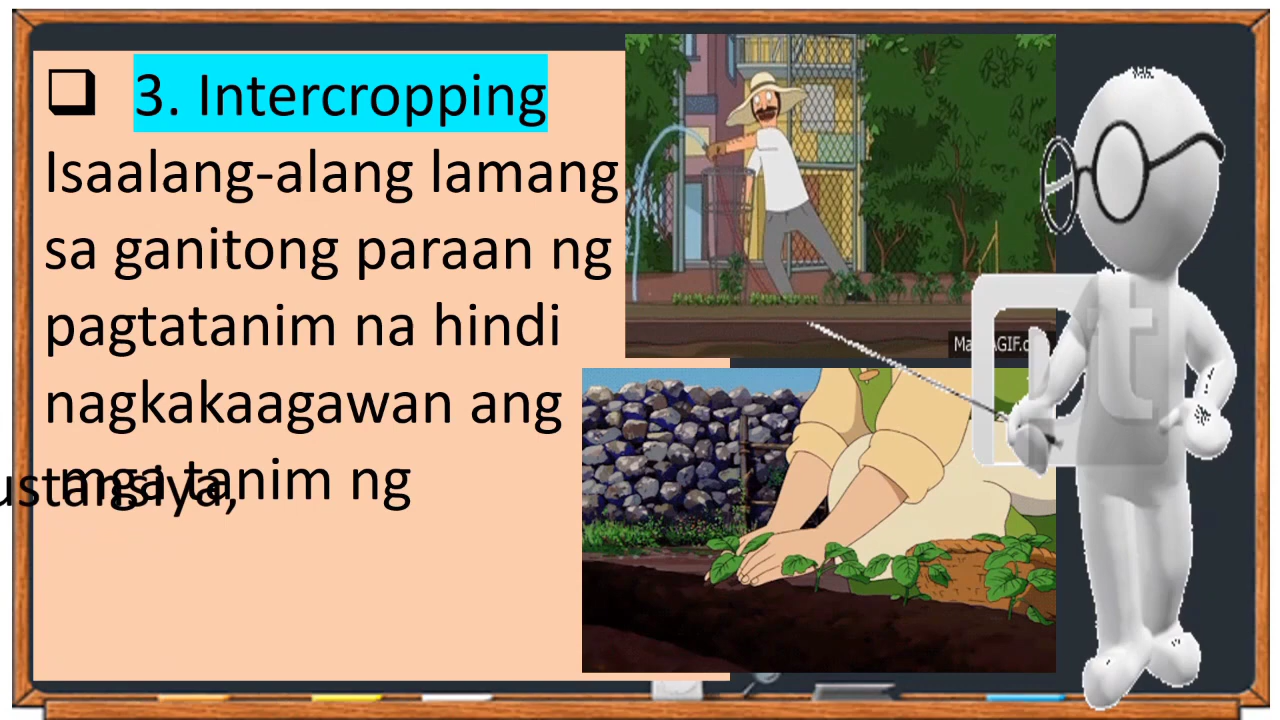 3. Intercropping
Isaalang-alang lamang
sa ganitong paraan ng
pagtatanim na hindi
nagkakaagawan ang
mga tanim ng
ustansiya,